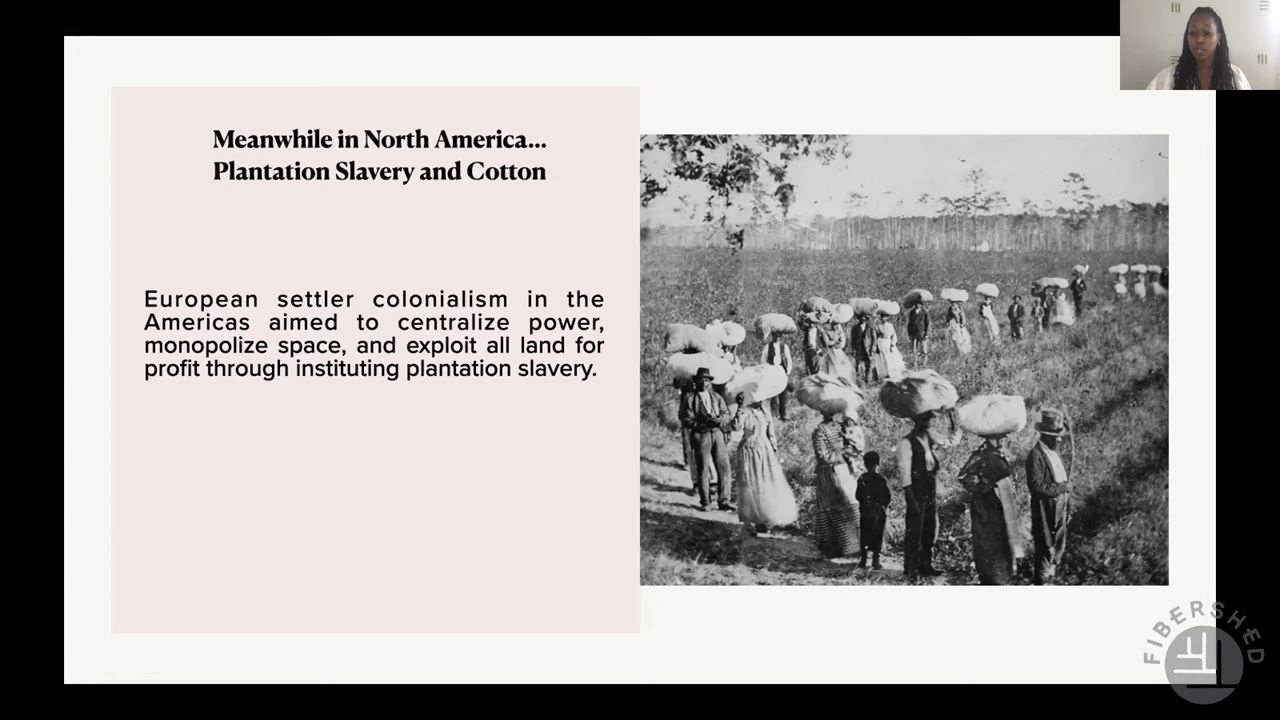 Meanwhile in North America...
Plantation Slavery and Cotton
European settler colonialism in the
Americas aimed to centralize power,
monopolize space, and exploit all land for
profit through instituting plantation slavery.
FIBERSHED